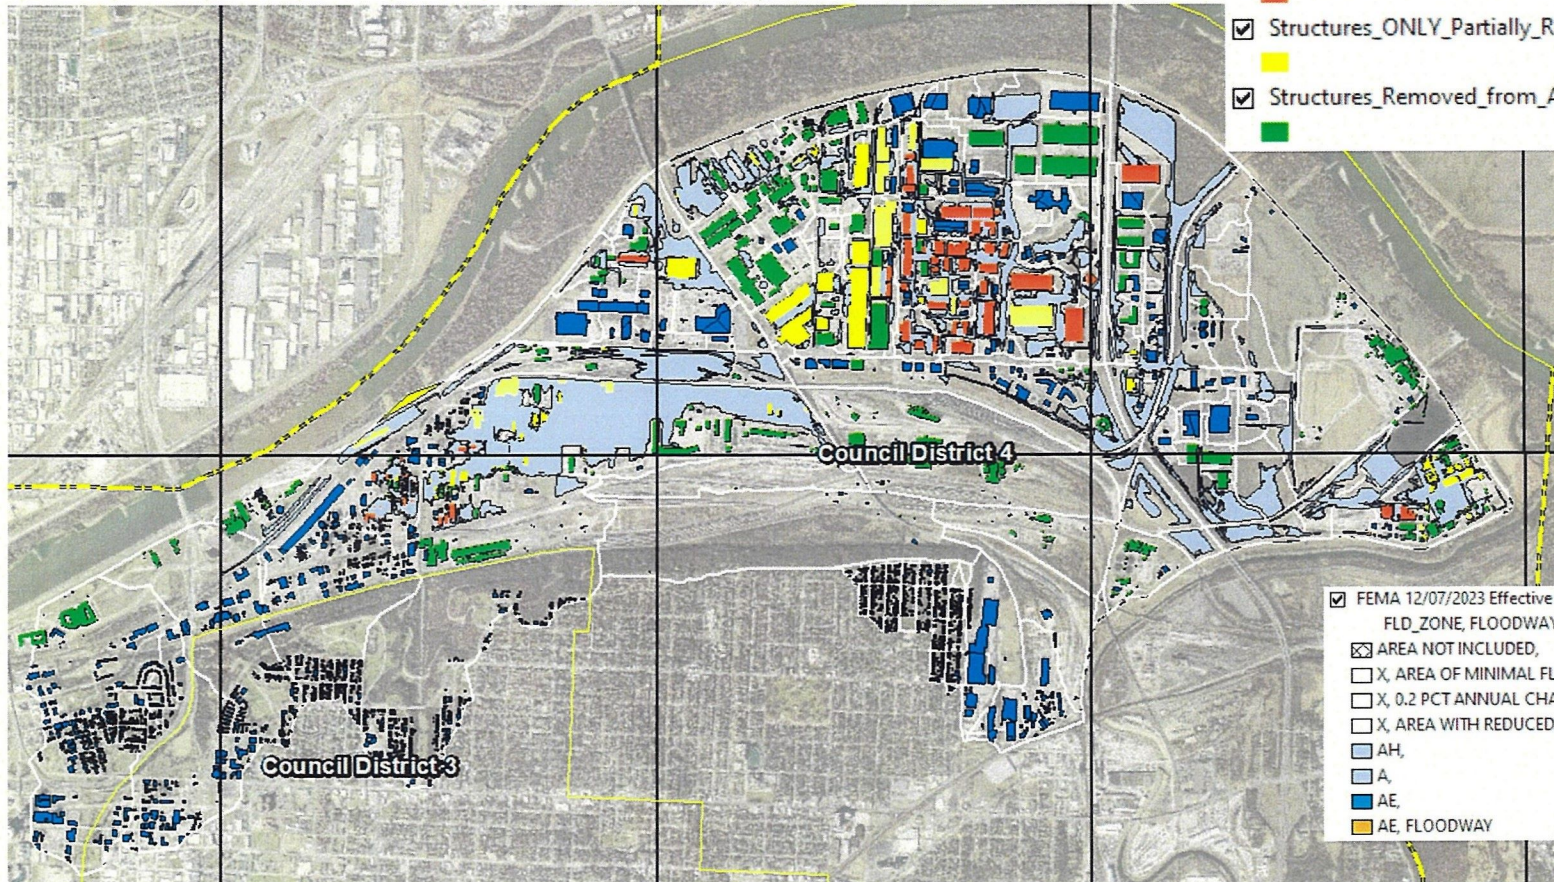 Structures_ONLY_Partially_R
Structures_Removed_from_A
Council District 4
Council District 3
FEMA 12/07/2023 Effective
FLD_ZONE, FLOODWAY
AREA NOT INCLUDED,
X, AREA OF MINIMAL FL
X, 0.2 PCT ANNUAL CHA
X, AREA WITH REDUCED
AH,
A,
AE,
AE, FLOODWAY